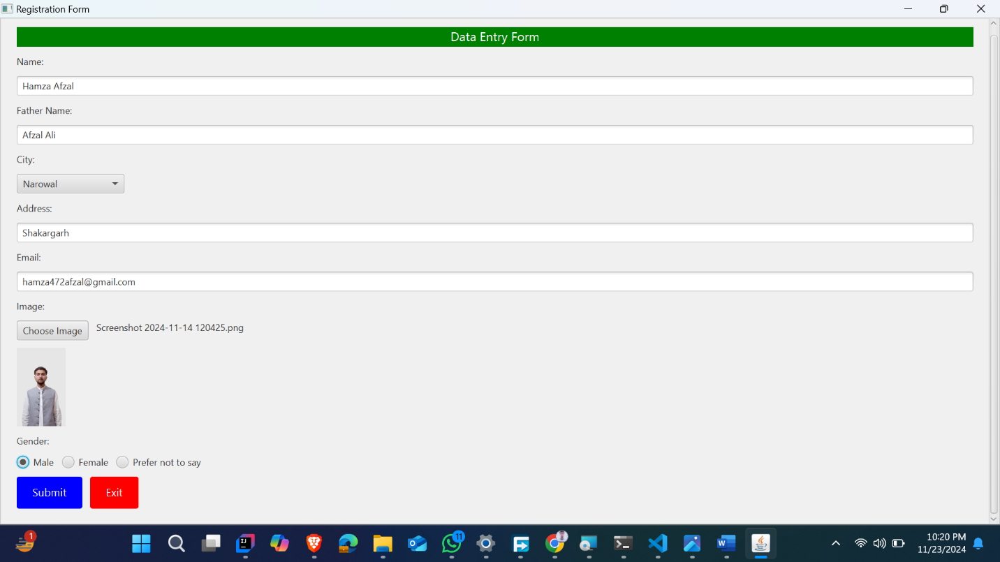 Registration Form
Data Entry Form
Name:
Hamza Afzal
Father Name:
Afzal Ali
City:
Narowal
Address:
Shakargarh
Email:
hamza472afzal@gmail.com
Image:
Choose Image Screenshot 2024-11-14 120425.png
Gender:
Male Female Prefer not to say
Submit Exit
1
IJ
11
W
10:20 PM
11/23/2024